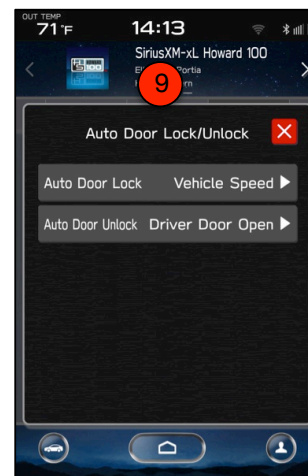 OUT TEMP
71°F
14:13
SiriusXM-xL Howard 100
Portia
9
Auto Door Lock/Unlock
Auto Door Lock Vehicle Speed
Auto Door Unlock Driver Door Open